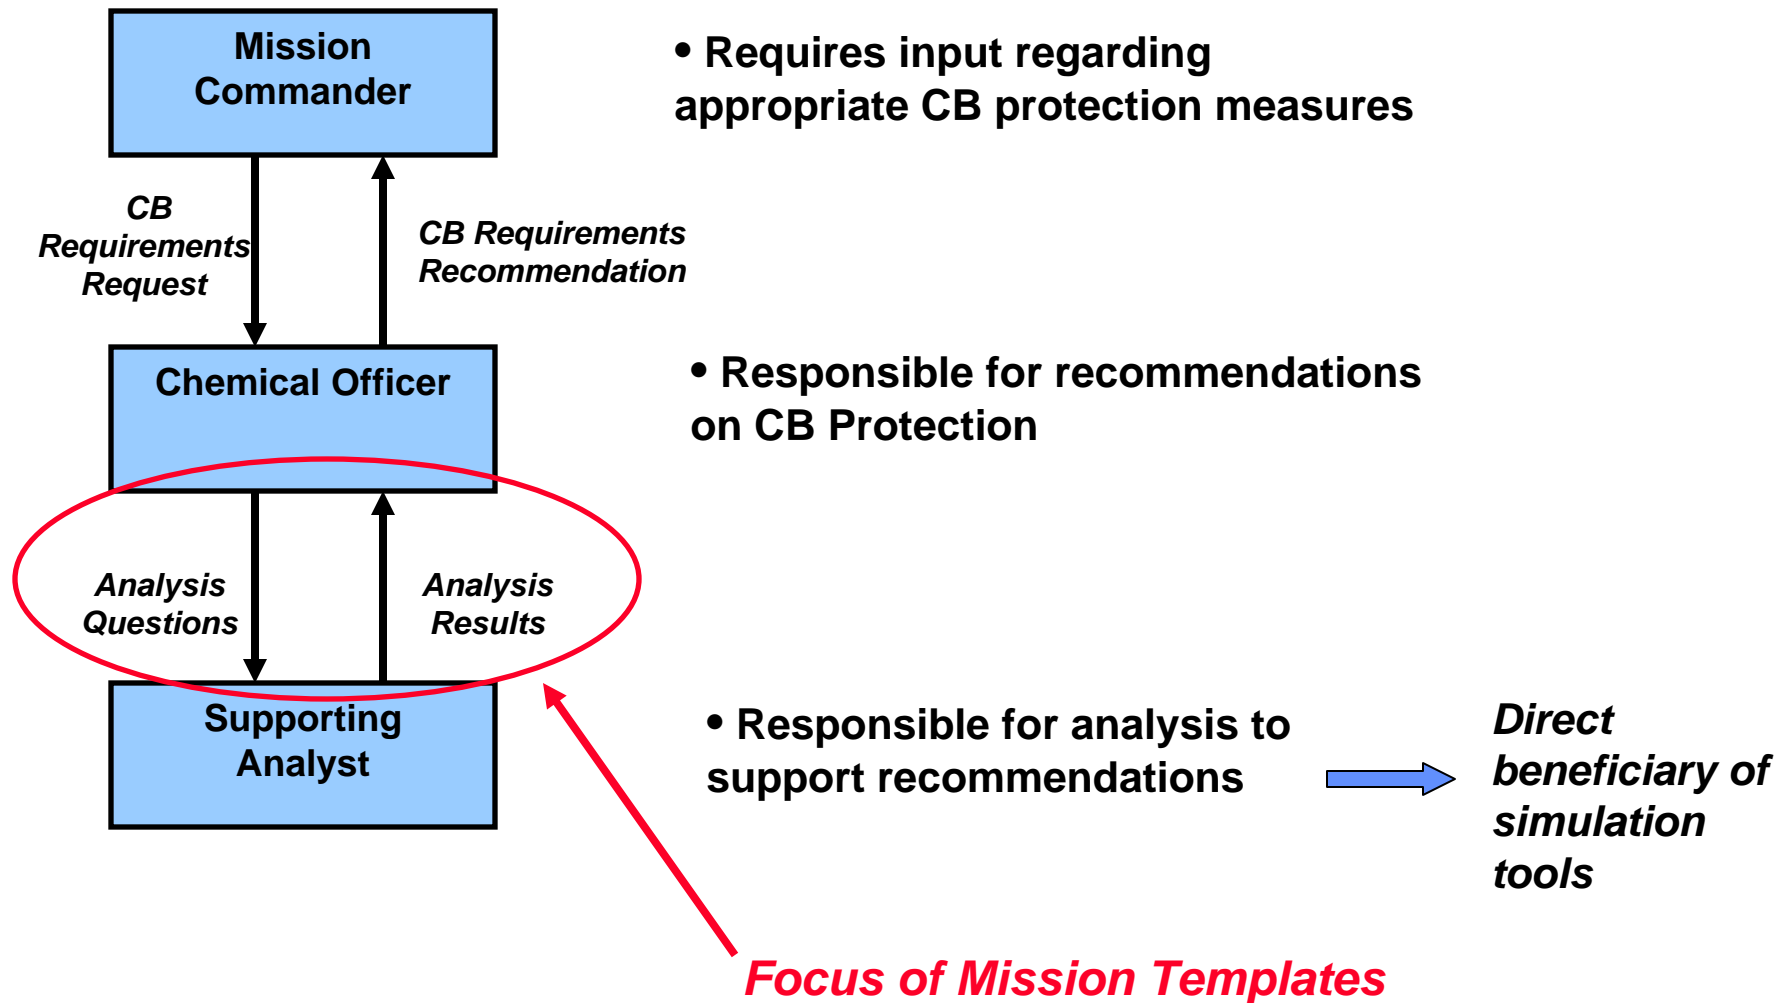 Mission
Commander
• Requires input regarding
appropriate CB protection measures
CB
Requirements
Request
CB Requirements
Recommendation
Chemical Officer
• Responsible for recommendations
on CB Protection
Analysis
Questions
Analysis
Results
Supporting
Analyst
• Responsible for analysis to
support recommendations
Direct
beneficiary of
simulation
tools
Focus of Mission Templates